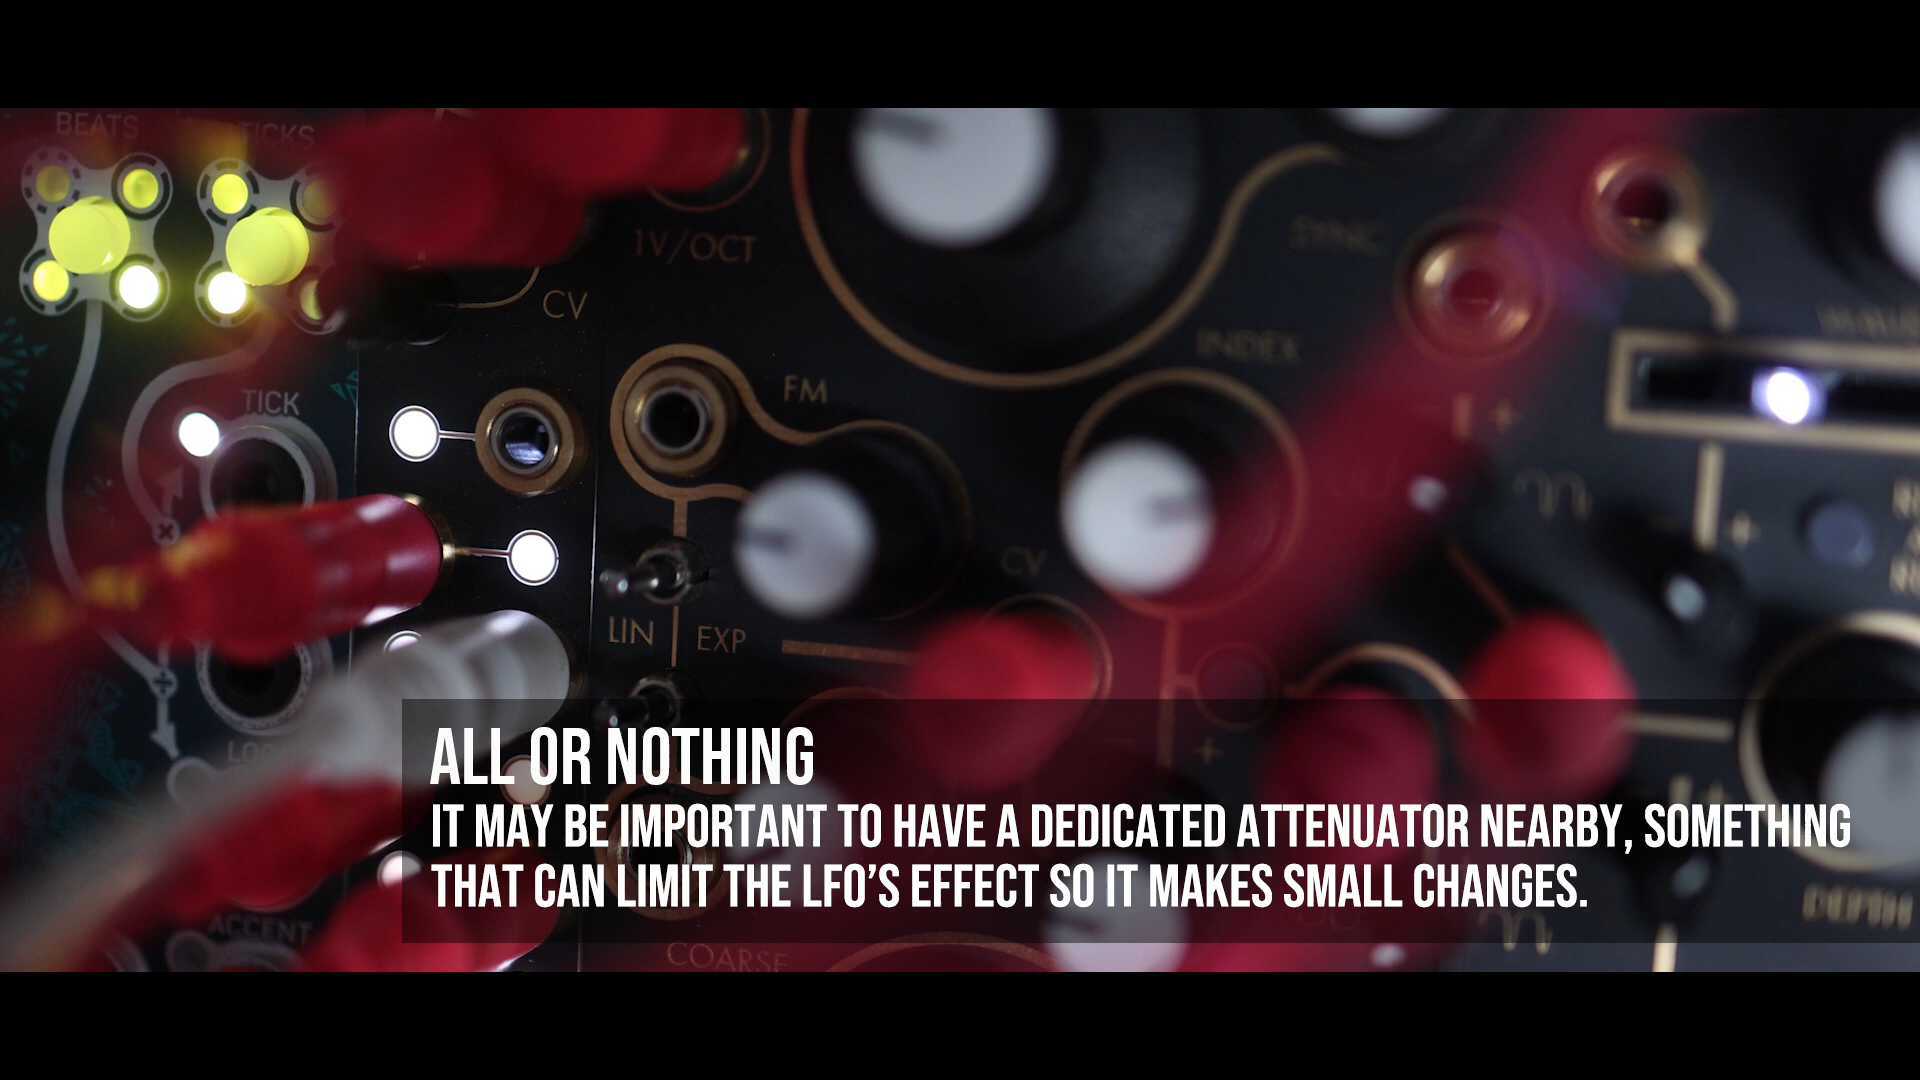 BEATS
TICKS
1V/OCT
SYNC
CV
INDEX
FM
TICK
CV
LIN
EXP
ALL OR NOTHING
IT MAY BE IMPORTANT TO HAVE A DEDICATED ATTENUATOR NEARBY, SOMETHING
THAT CAN LIMIT THE LFO’S EFFECT SO IT MAKES SMALL CHANGES.
DEPTH
ACCENT
COARSE